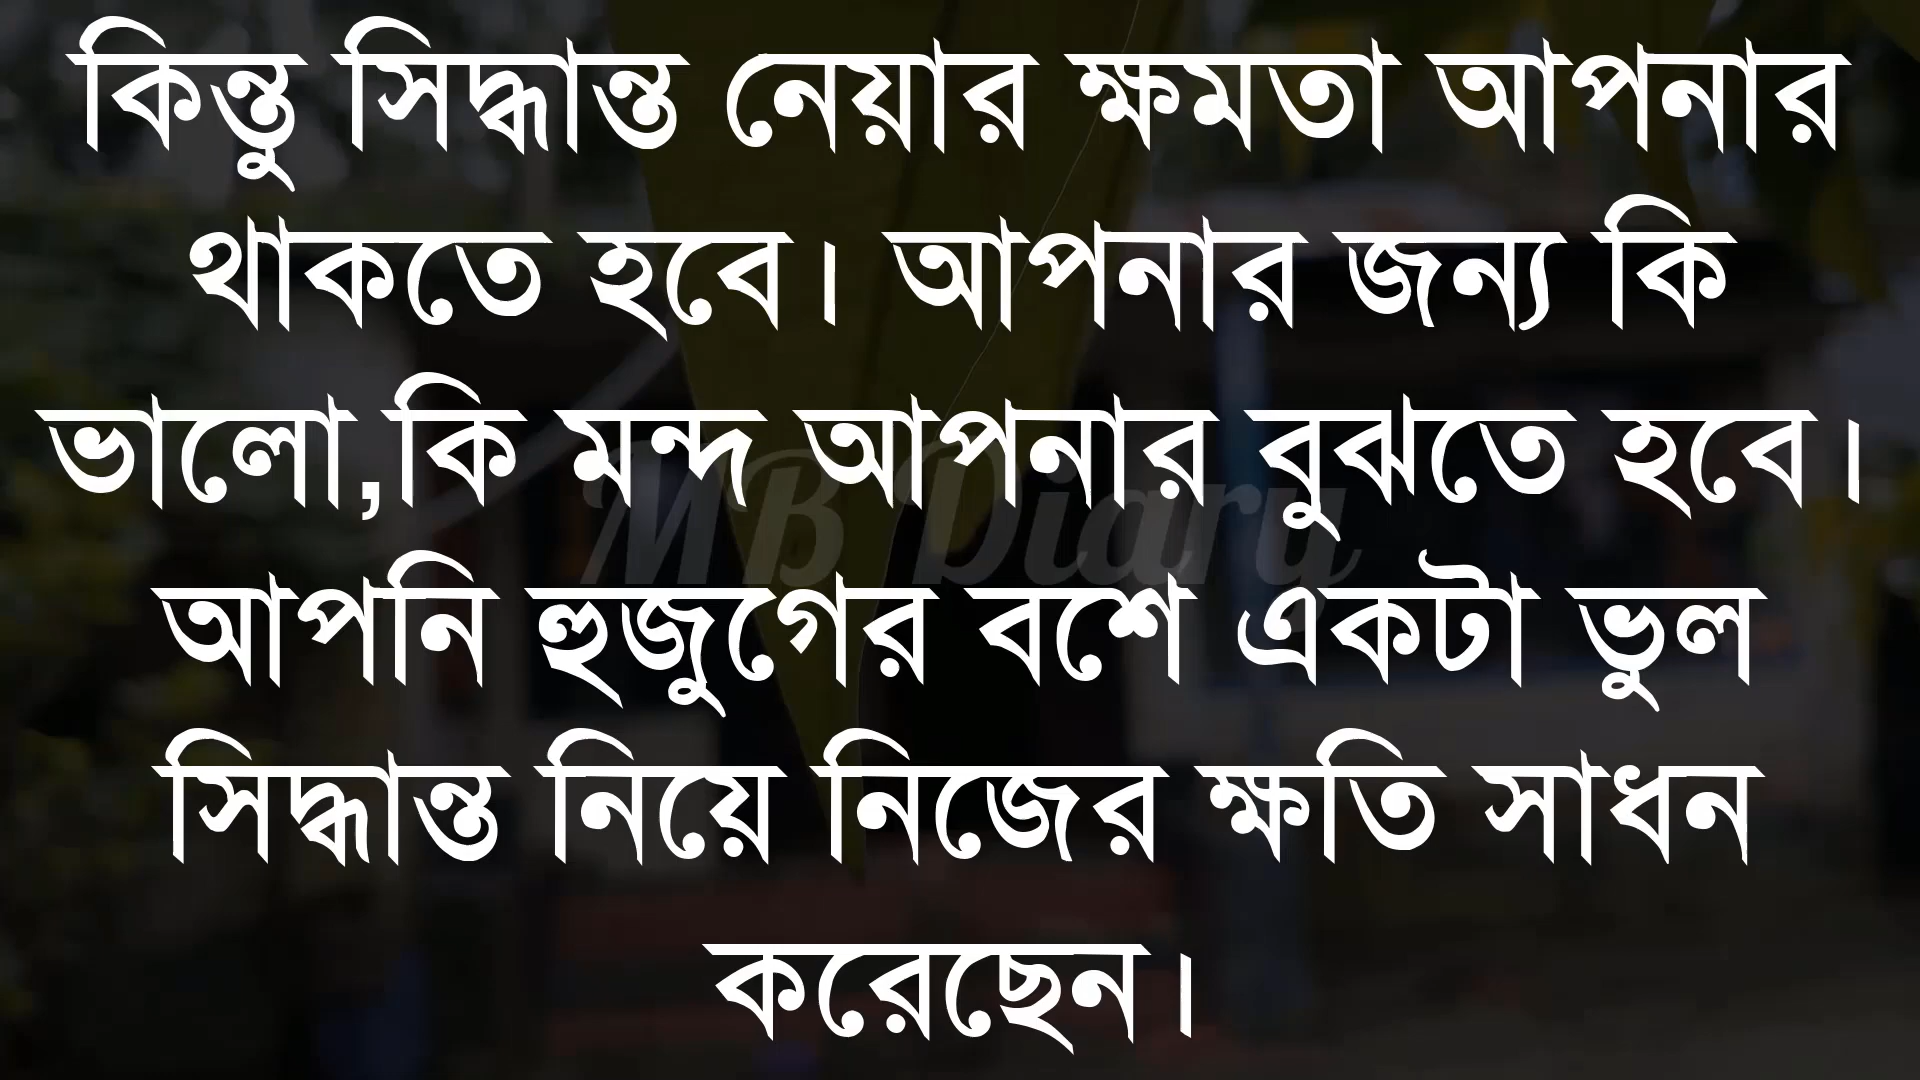 কিন্তু সিদ্ধান্ত নেয়ার ক্ষমতা আপনার
থাকতে হবে। আপনার জন্য কি
ভালো,কি মন্দ আপনার বুঝতে হবে।
MB Diary
আপনি হুজুগের বশে একটা ভুল
সিদ্ধান্ত নিয়ে নিজের ক্ষতি সাধন
করেছেন।